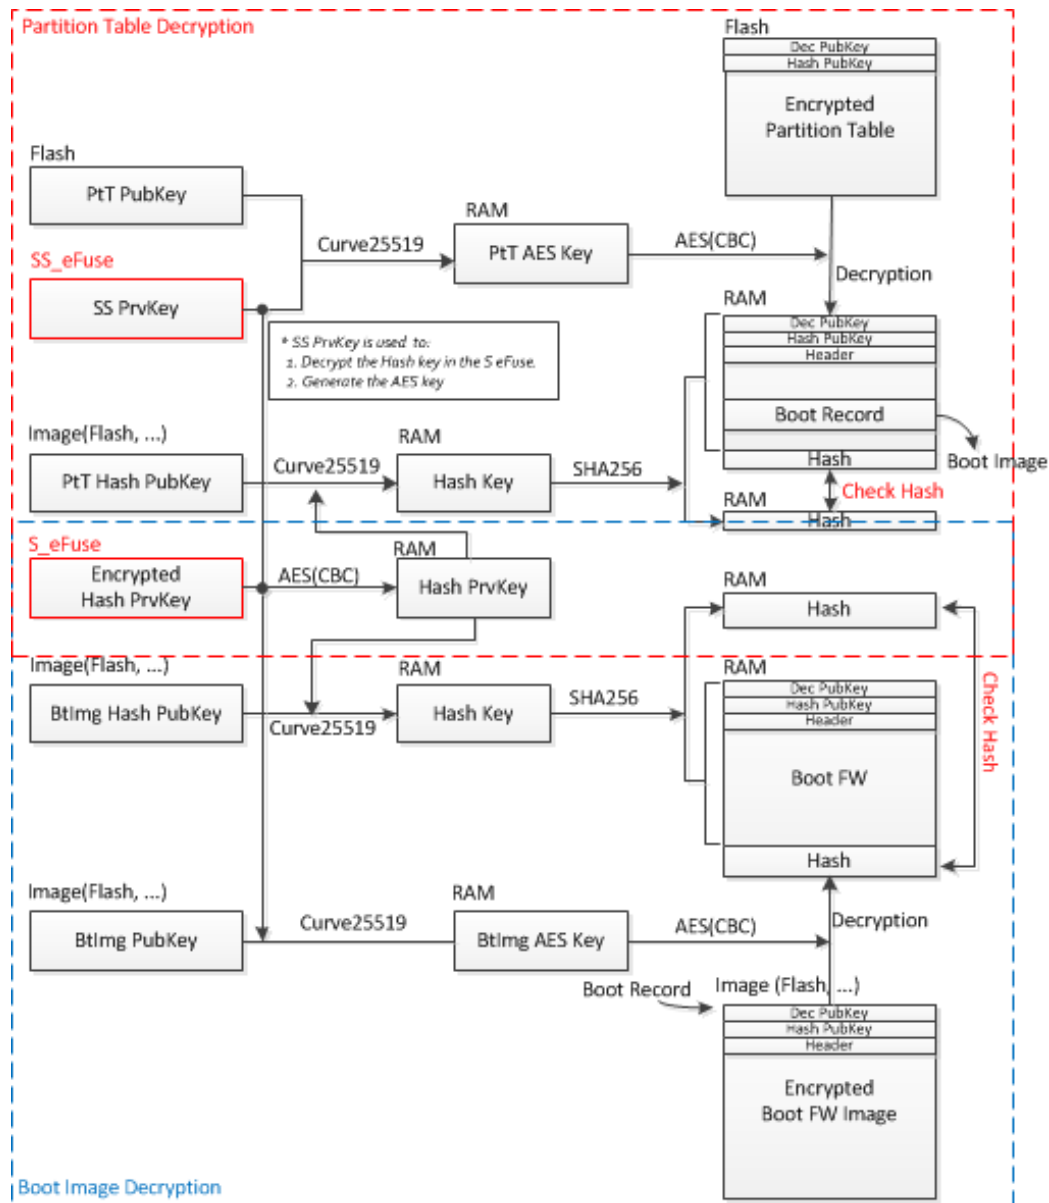 Partition Table Decryption
Flash
Dec PubKey
Hash PubKey
Encrypted
Partition Table
Flash
PtT PubKey
RAM
Curve25519
PtT AES Key
AES(CBC)
SS_eFuse
SS PrvKey
Decryption
RAM
Dec PubKey
Hash PubKey
Header
* SS PrvKey is used to:
1. Decrypt the Hash key in the S eFuse.
2. Generate the AES key
Boot Record
Image(Flash, ...)
RAM
Hash
Boot Image
PtT Hash PubKey
Curve25519
Hash Key
SHA256
Check Hash
RAM
Hash
S_eFuse
RAM
Encrypted
Hash PrvKey
AES(CBC)
Hash PrvKey
RAM
Hash
Image(Flash, ...)
RAM
RAM
BtImg Hash PubKey
Curve25519
Hash Key
SHA256
Dec PubKey
Hash PubKey
Header
Check Hash
Boot FW
Hash
Image(Flash, ...)
RAM
BtImg PubKey
Curve25519
BtImg AES Key
AES(CBC)
Decryption
Boot Record
Image (Flash, ...)
Dec PubKey
Hash PubKey
Header
Encrypted
Boot FW Image
Boot Image Decryption